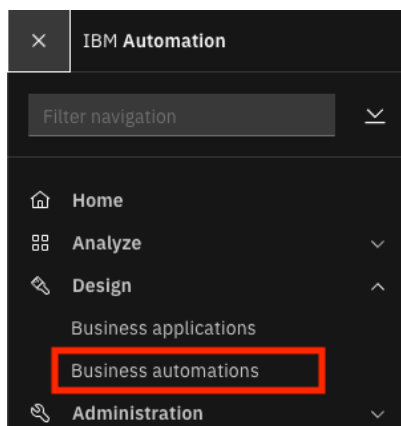 IBM Automation
Filter navigation
Home
Analyze
Design
Business applications
Business automations
Administration